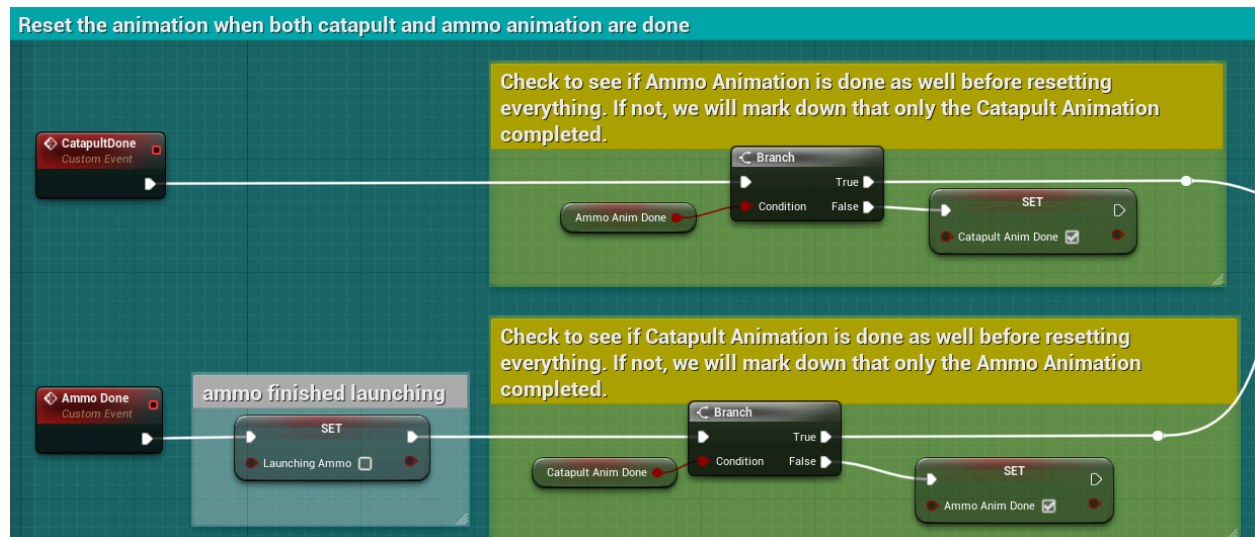 Reset the animation when both catapult and ammo animation are done
Check to see if Ammo Animation is done as well before resetting
everything. If not, we will mark down that only the Catapult Animation
completed.
CatapultDone
Custom Event
Branch
True
Condition
False
Ammo Anim Done
SET
Catapult Anim Done
Check to see if Catapult Animation is done as well before resetting
everything. If not, we will mark down that only the Ammo Animation
completed.
Ammo Done
Custom Event
ammo finished launching
SET
Launching Ammo
Branch
True
Condition
False
Catapult Anim Done
SET
Ammo Anim Done